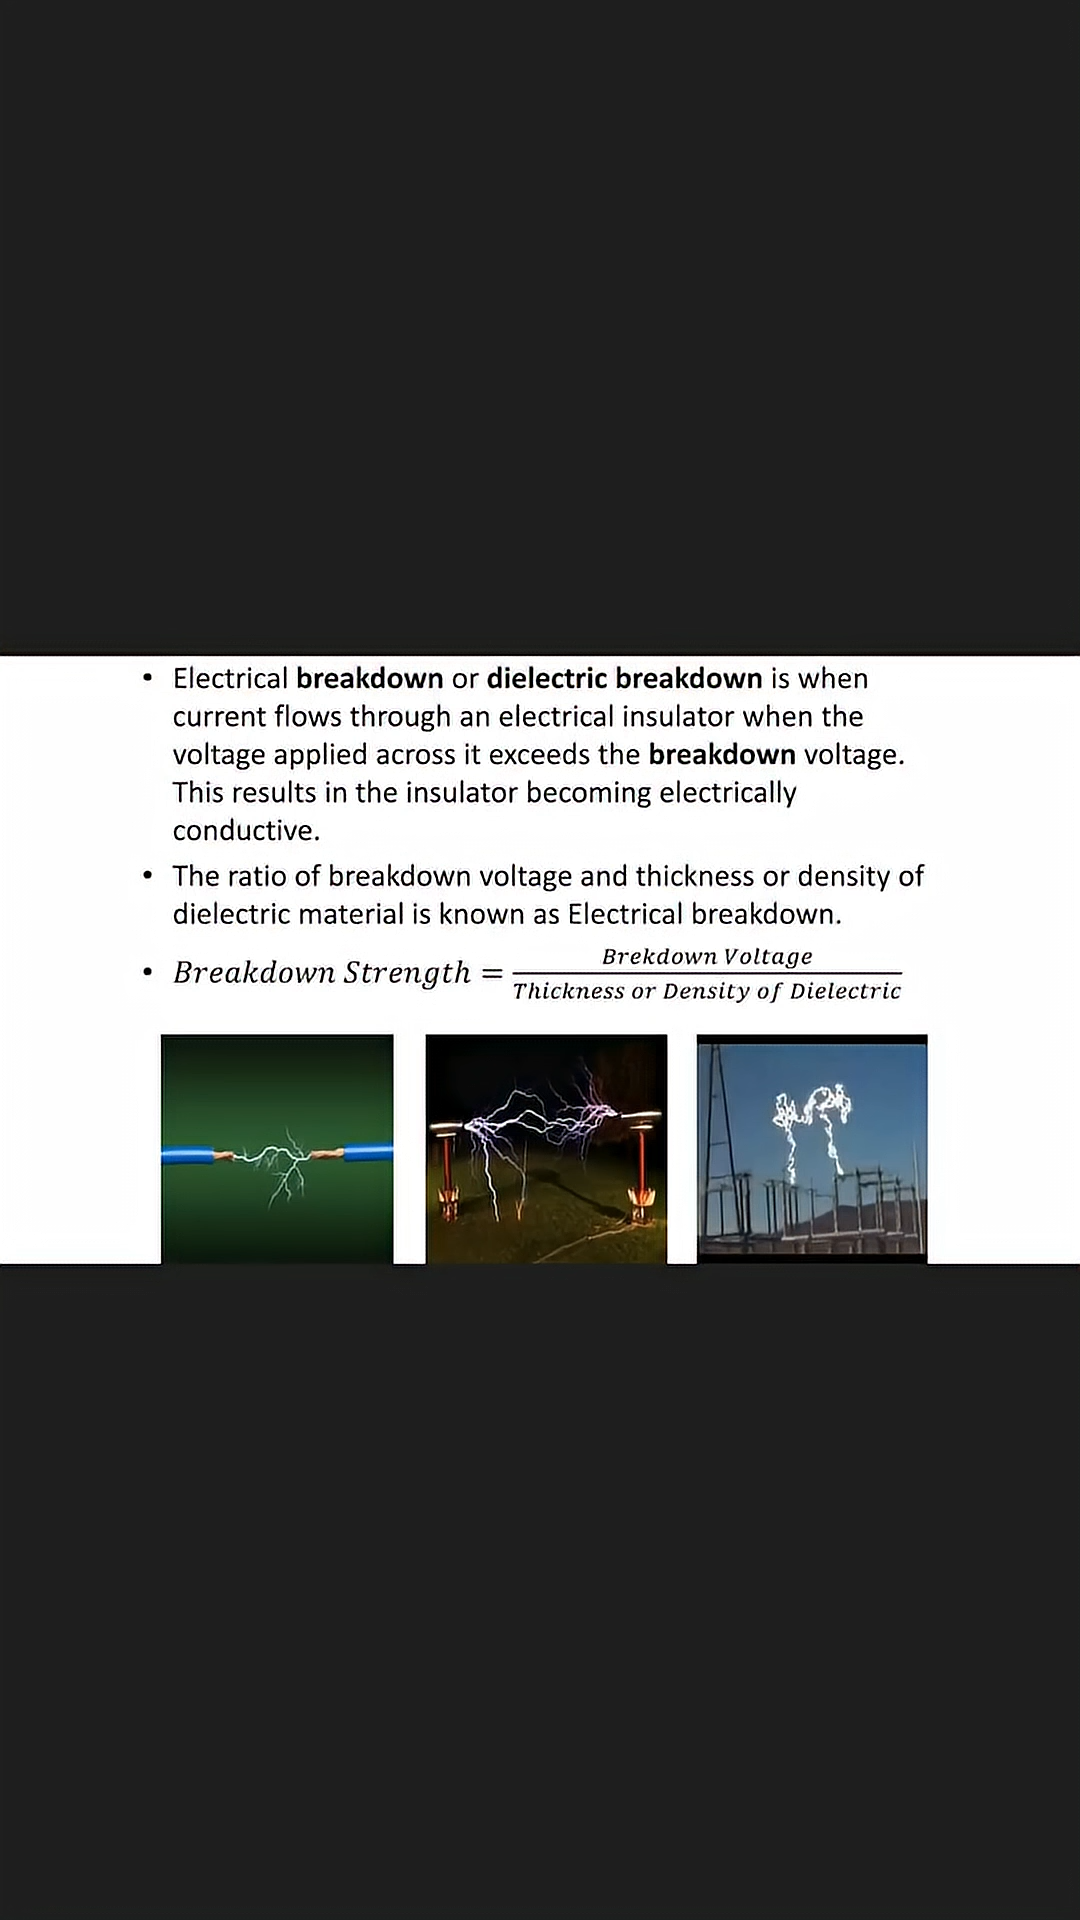 • Electrical breakdown or dielectric breakdown is when
current flows through an electrical insulator when the
voltage applied across it exceeds the breakdown voltage.
This results in the insulator becoming electrically
conductive.
• The ratio of breakdown voltage and thickness or density of
dielectric material is known as Electrical breakdown.
• Breakdown Strength = Brekdown Voltage / Thickness or Density of Dielectric